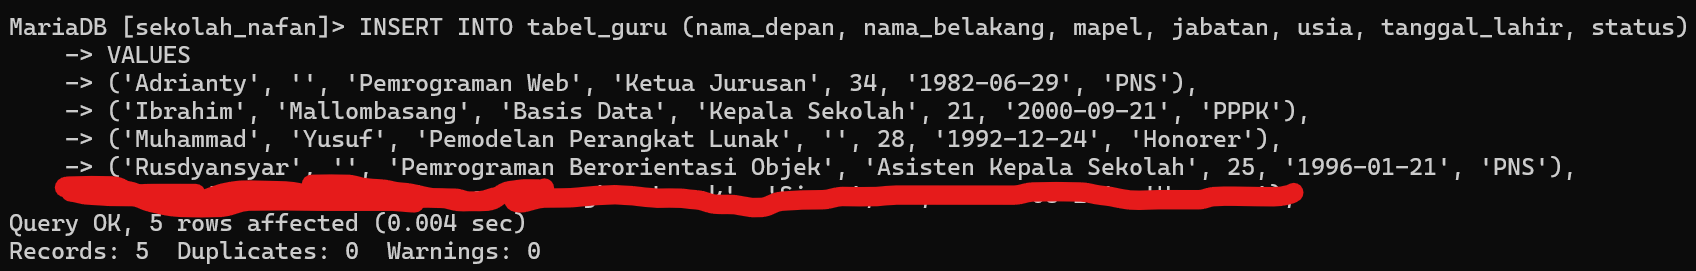 MariaDB [sekolah_nafan]> INSERT INTO tabel_guru (nama_depan, nama_belakang, mapel, jabatan, usia, tanggal_lahir, status)
-> VALUES
-> ('Adrianty', '', 'Pemrograman Web', 'Ketua Jurusan', 34, '1982-06-29', 'PNS'),
-> ('Ibrahim', 'Mallombasang', 'Basis Data', 'Kepala Sekolah', 21, '2000-09-21', 'PPPK'),
-> ('Muhammad', 'Yusuf', 'Pemodelan Perangkat Lunak', '', 28, '1992-12-24', 'Honorer'),
-> ('Rusdyansyar', '', 'Pemrograman Berorientasi Objek', 'Asisten Kepala Sekolah', 25, '1996-01-21', 'PNS'),
Query OK, 5 rows affected (0.004 sec)
Records: 5  Duplicates: 0  Warnings: 0